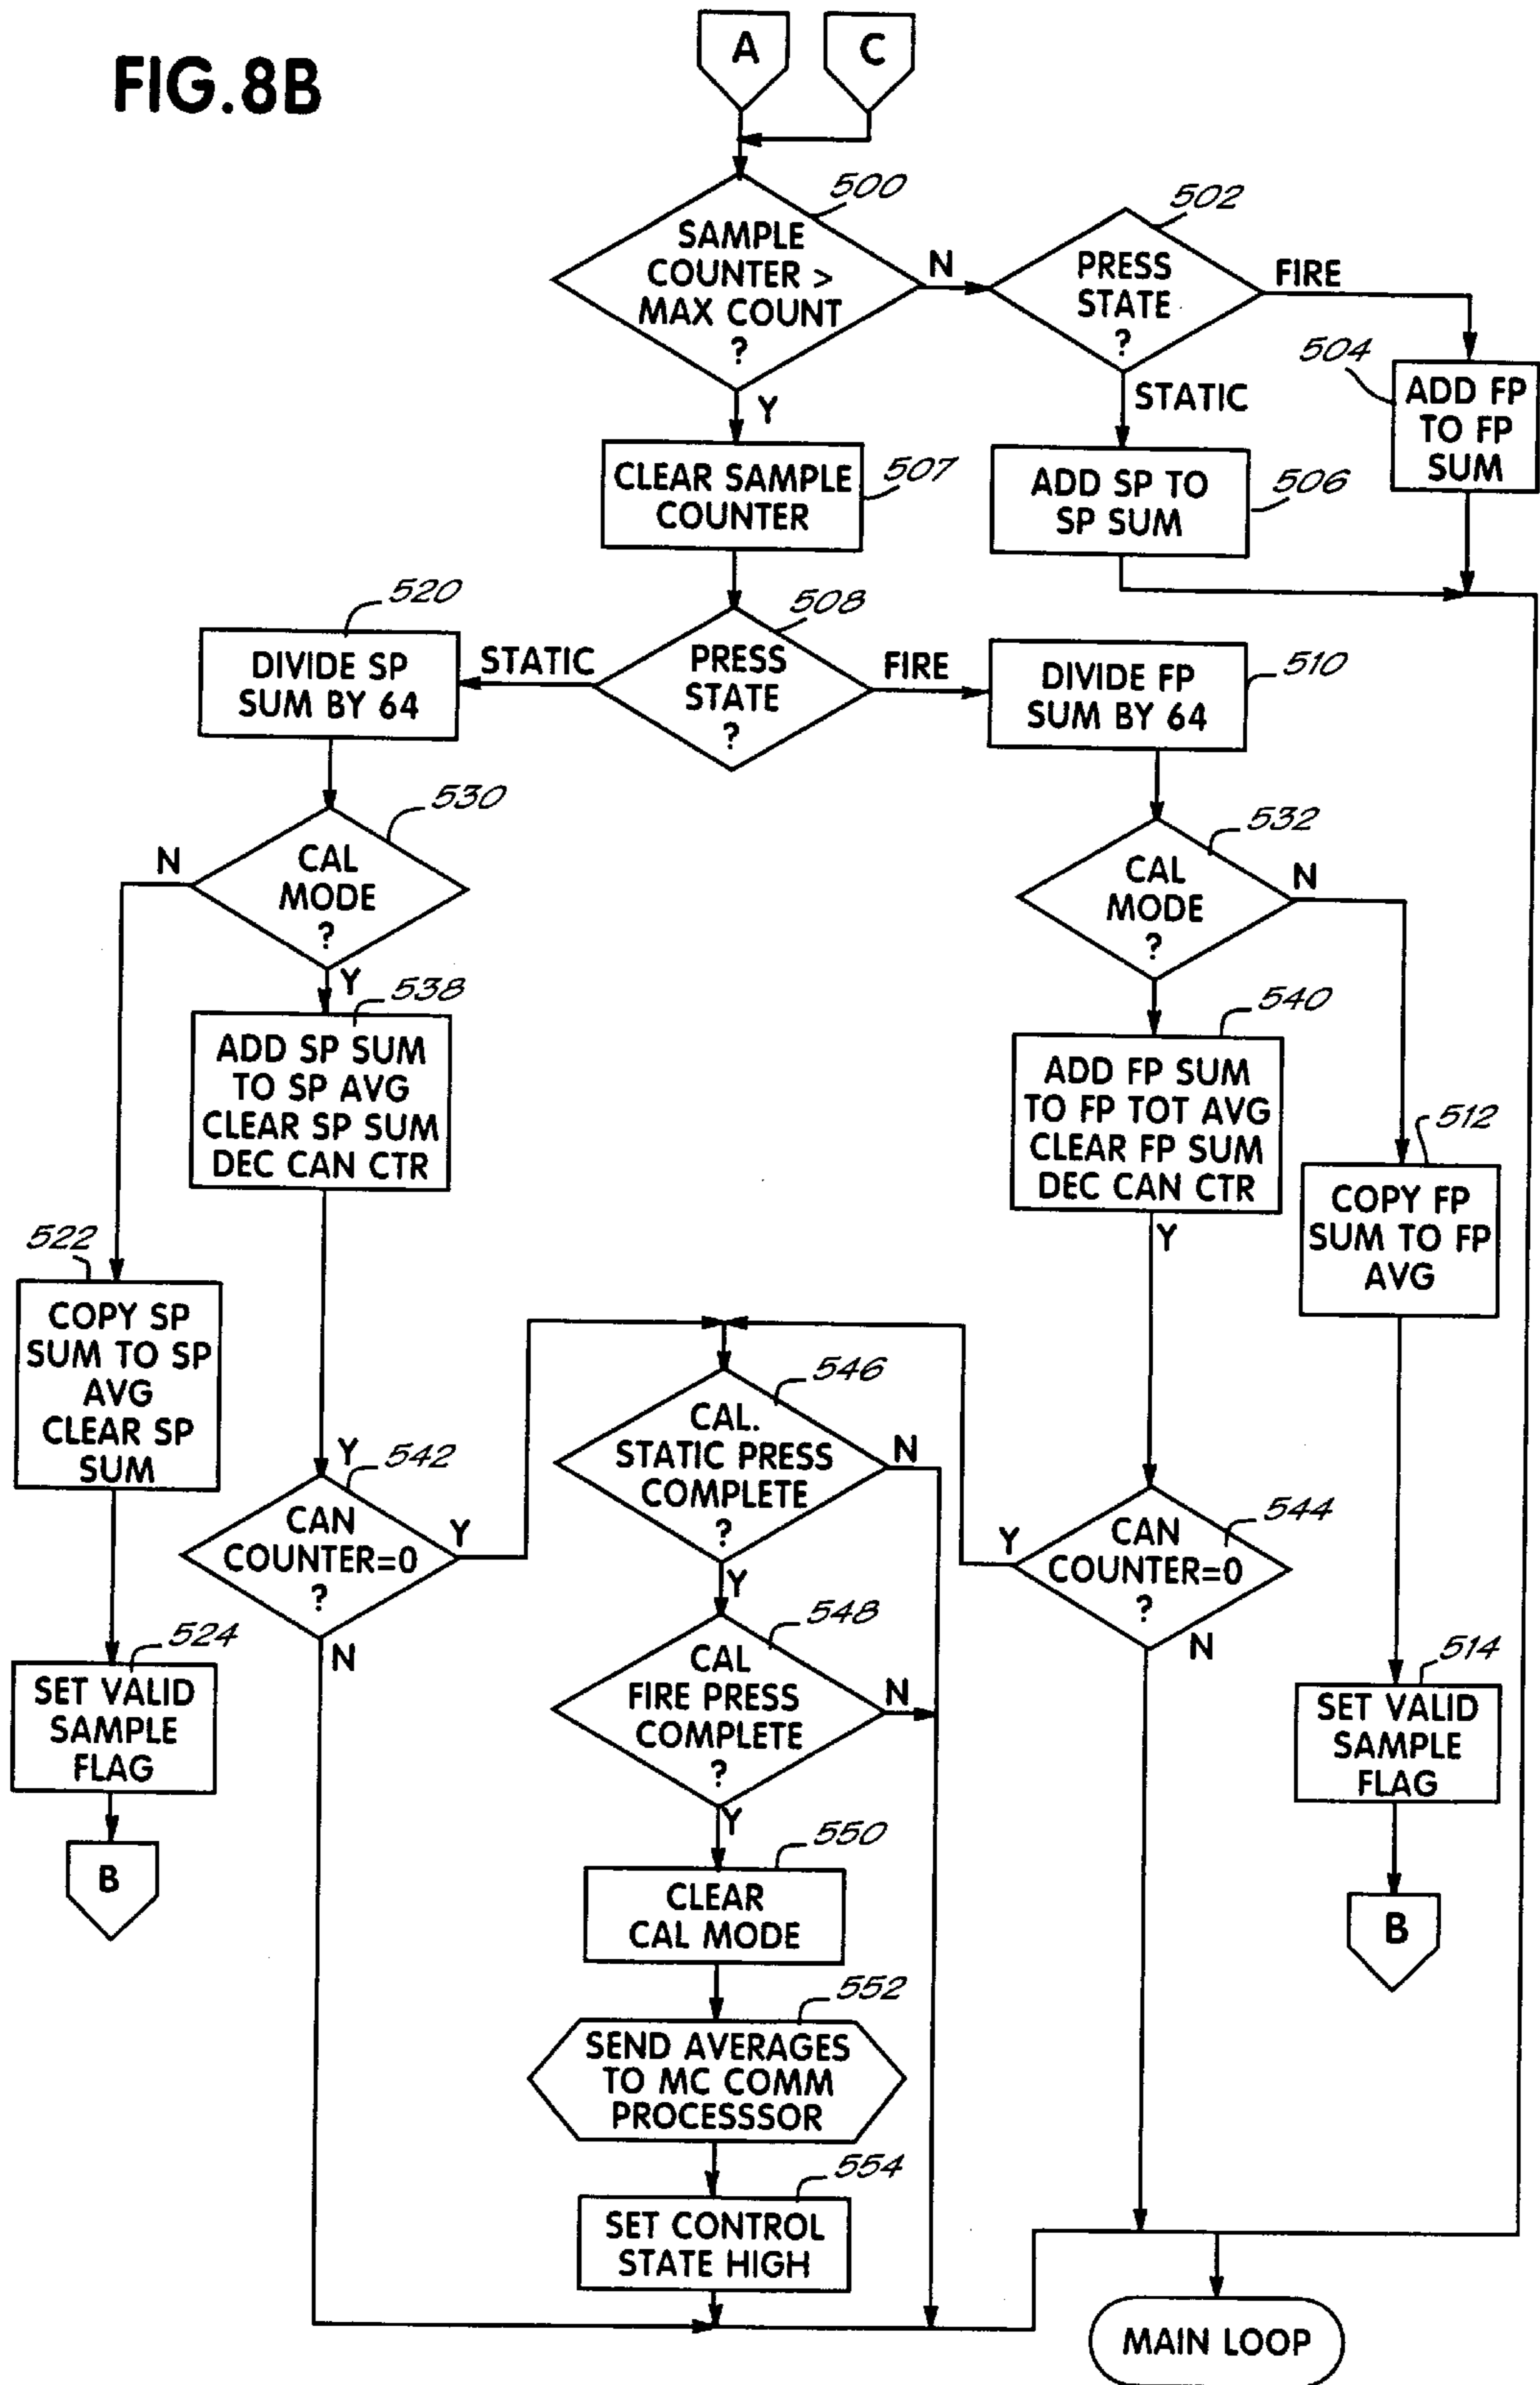 FIG.8B
A
C
500
SAMPLE
COUNTER >
MAX COUNT
?
N
502
PRESS
STATE
?
FIRE
504
ADD FP
TO FP
SUM
STATIC
ADD SP TO
SP SUM
506
Y
CLEAR SAMPLE
COUNTER
507
508
PRESS
STATE
?
STATIC
FIRE
520
DIVIDE SP
SUM BY 64
DIVIDE FP
SUM BY 64
510
530
CAL
MODE
?
N
Y
532
CAL
MODE
?
N
538
ADD SP SUM
TO SP AVG
CLEAR SP SUM
DEC CAN CTR
540
ADD FP SUM
TO FP TOT AVG
CLEAR FP SUM
DEC CAN CTR
Y
512
COPY FP
SUM TO FP
AVG
522
COPY SP
SUM TO SP
AVG
CLEAR SP
SUM
Y
542
CAN
COUNTER=0
?
Y
N
546
CAL.
STATIC PRESS
COMPLETE
?
N
Y
544
CAN
COUNTER=0
?
Y
N
524
SET VALID
SAMPLE
FLAG
B
548
CAL
FIRE PRESS
COMPLETE
?
N
Y
514
SET VALID
SAMPLE
FLAG
B
550
CLEAR
CAL MODE
552
SEND AVERAGES
TO MC COMM
PROCESSSOR
554
SET CONTROL
STATE HIGH
MAIN LOOP